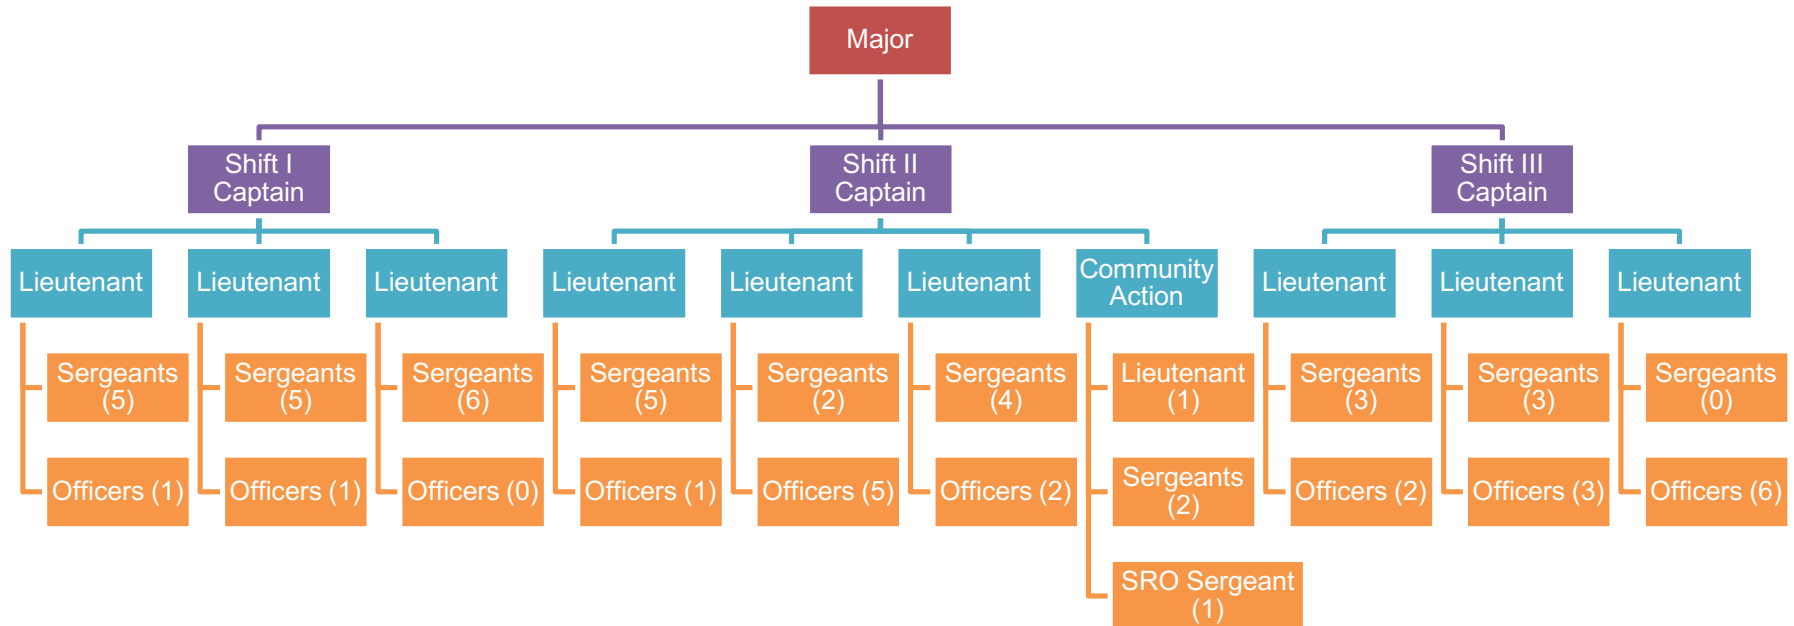 Major
Shift I
Captain
Shift II
Captain
Shift III
Captain
Lieutenant
Lieutenant
Lieutenant
Lieutenant
Lieutenant
Lieutenant
Community
Action
Lieutenant
Lieutenant
Lieutenant
Sergeants
(5)
Sergeants
(5)
Sergeants
(6)
Sergeants
(5)
Sergeants
(2)
Sergeants
(4)
Lieutenant
(1)
Sergeants
(3)
Sergeants
(3)
Sergeants
(0)
Officers (1)
Officers (1)
Officers (0)
Officers (1)
Officers (5)
Officers (2)
Sergeants
(2)
Officers (2)
Officers (3)
Officers (6)
SRO Sergeant
(1)